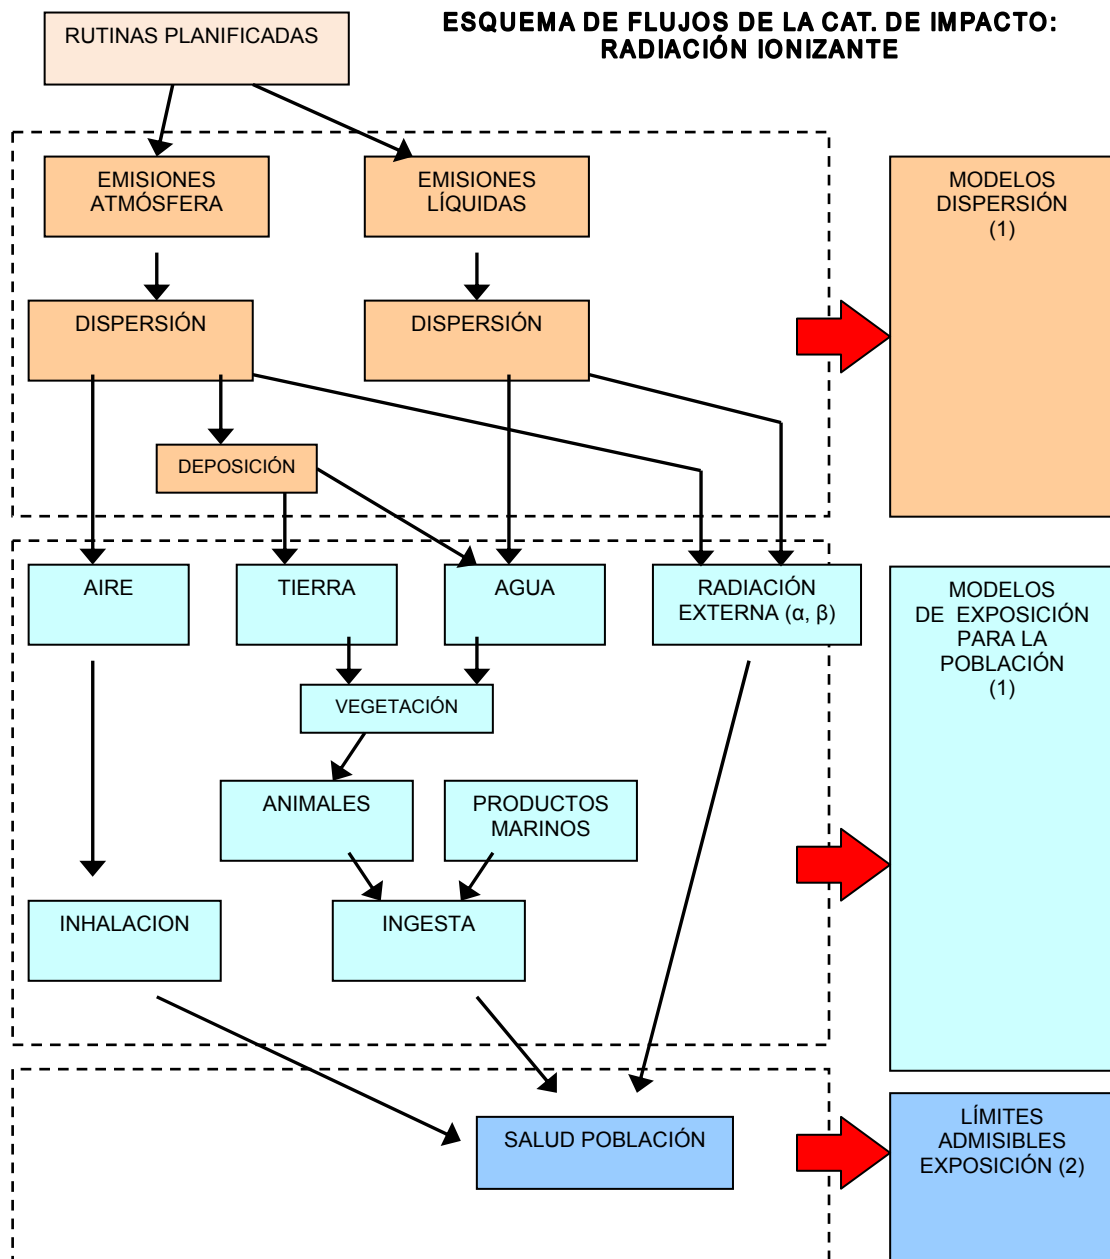 ESQUEMA DE FLUJOS DE LA CAT. DE IMPACTO:
RADIACIÓN IONIZANTE
RUTINAS PLANIFICADAS
EMISIONES
ATMÓSFERA
EMISIONES
LÍQUIDAS
MODELOS
DISPERSIÓN
(1)
DISPERSIÓN
DISPERSIÓN
DEPOSICIÓN
AIRE
TIERRA
AGUA
RADIACIÓN
EXTERNA (α, β)
MODELOS
DE EXPOSICIÓN
PARA LA
POBLACIÓN
(1)
VEGETACIÓN
ANIMALES
PRODUCTOS
MARINOS
INHALACION
INGESTA
SALUD POBLACIÓN
LÍMITES
ADMISIBLES
EXPOSICIÓN (2)